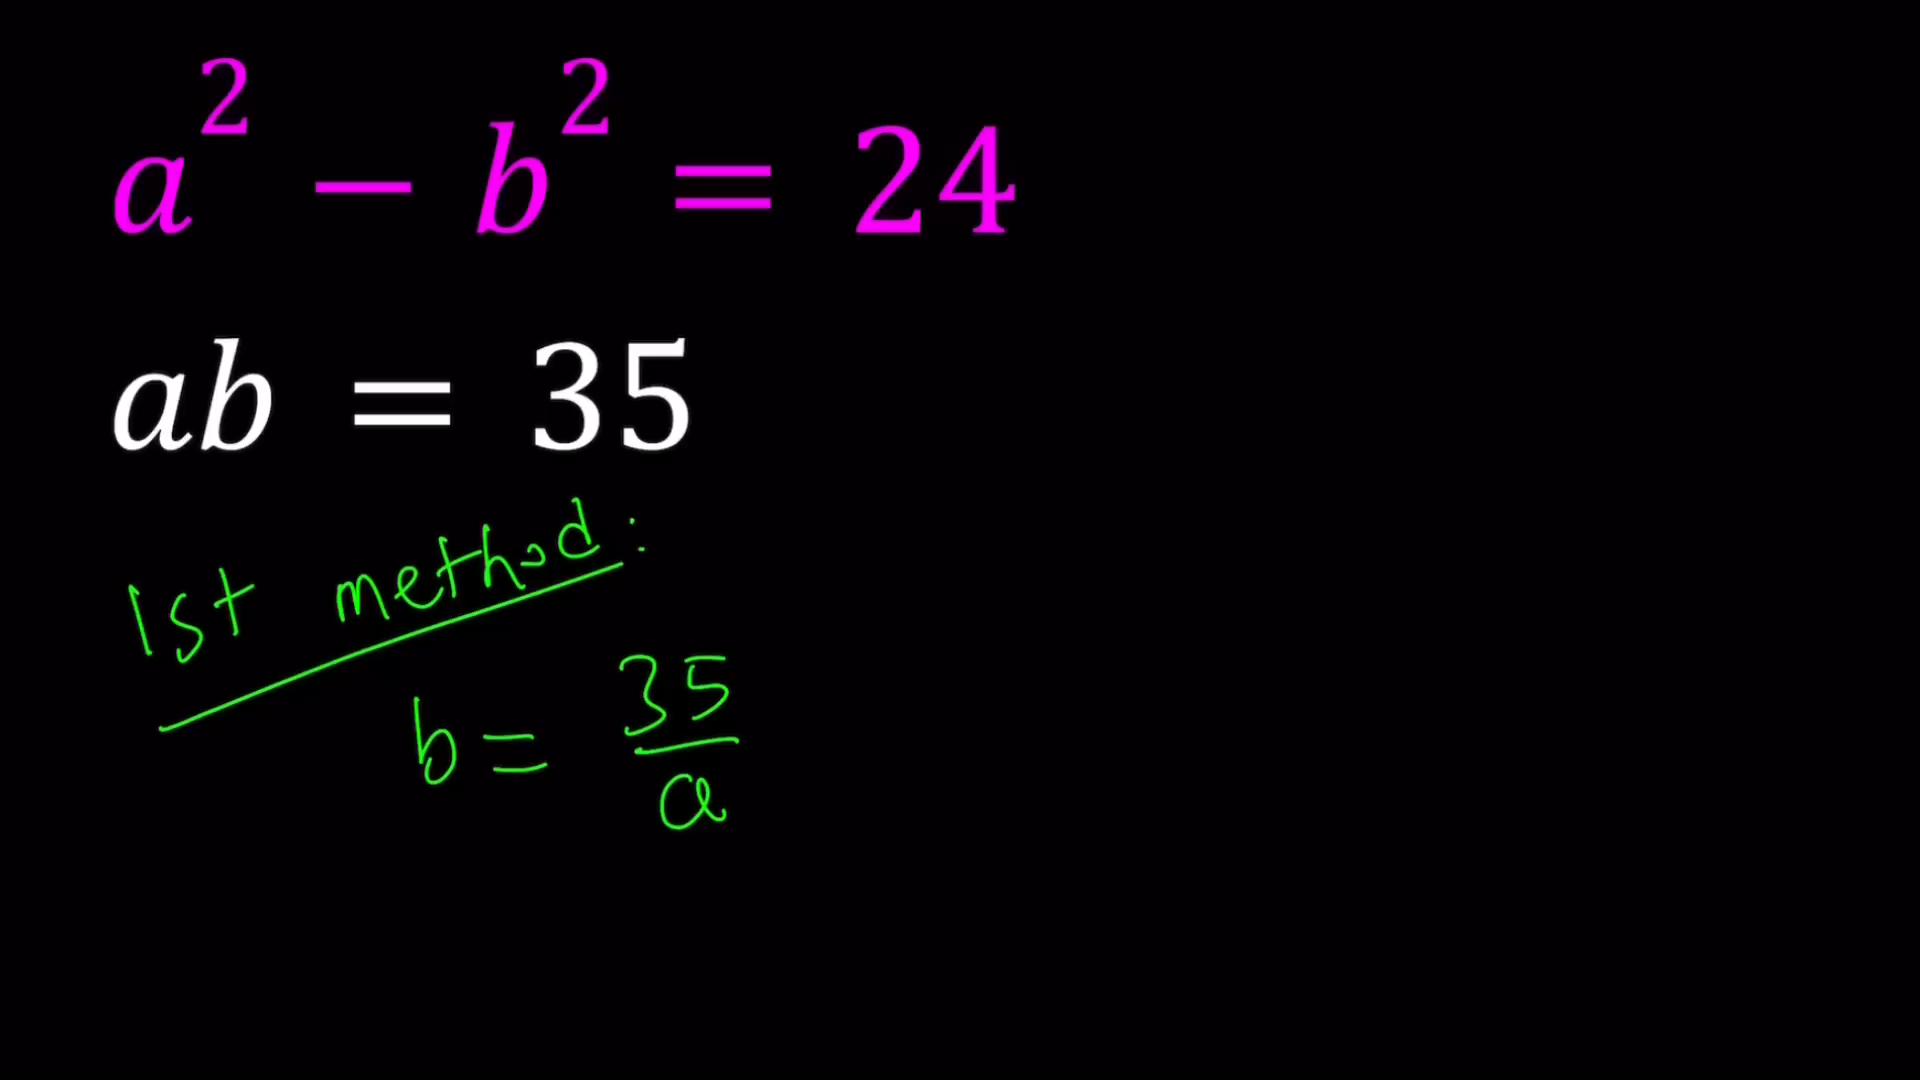 a² − b² = 24
ab = 35
1st method:
b = 35/a